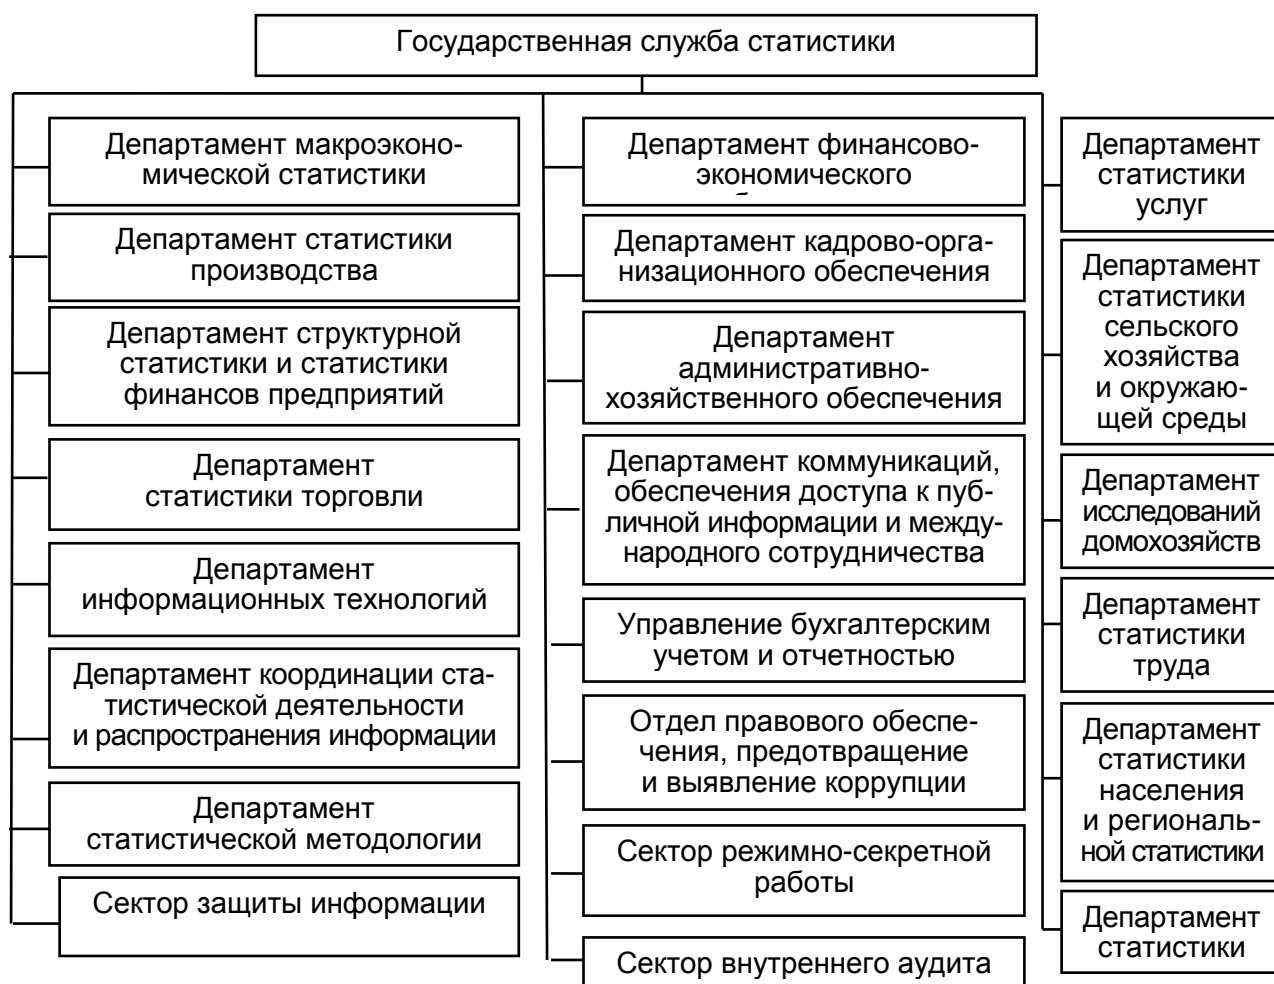 Государственная служба статистики
Департамент макроэконо-
мической статистики
Департамент статистики
производства
Департамент структурной
статистики и статистики
финансов предприятий
Департамент
статистики торговли
Департамент
информационных технологий
Департамент координации ста-
тистической деятельности
и распространения информации
Департамент
статистической методологии
Сектор защиты информации
Департамент финансово-
экономического
Департамент кадрово-орга-
низационного обеспечения
Департамент
административно-
хозяйственного обеспечения
Департамент коммуникаций,
обеспечения доступа к пуб-
личной информации и между-
народного сотрудничества
Управление бухгалтерским
учетом и отчетностью
Отдел правового обеспе-
чения, предотвращение
и выявление коррупции
Сектор режимно-секретной
работы
Сектор внутреннего аудита
Департамент
статистики
услуг
Департамент
статистики
сельского
хозяйства
и окружаю-
щей среды
Департамент
исследований
домохозяйств
Департамент
статистики
труда
Департамент
статистики
населения
и региональ-
ной статистики
Департамент
статистики